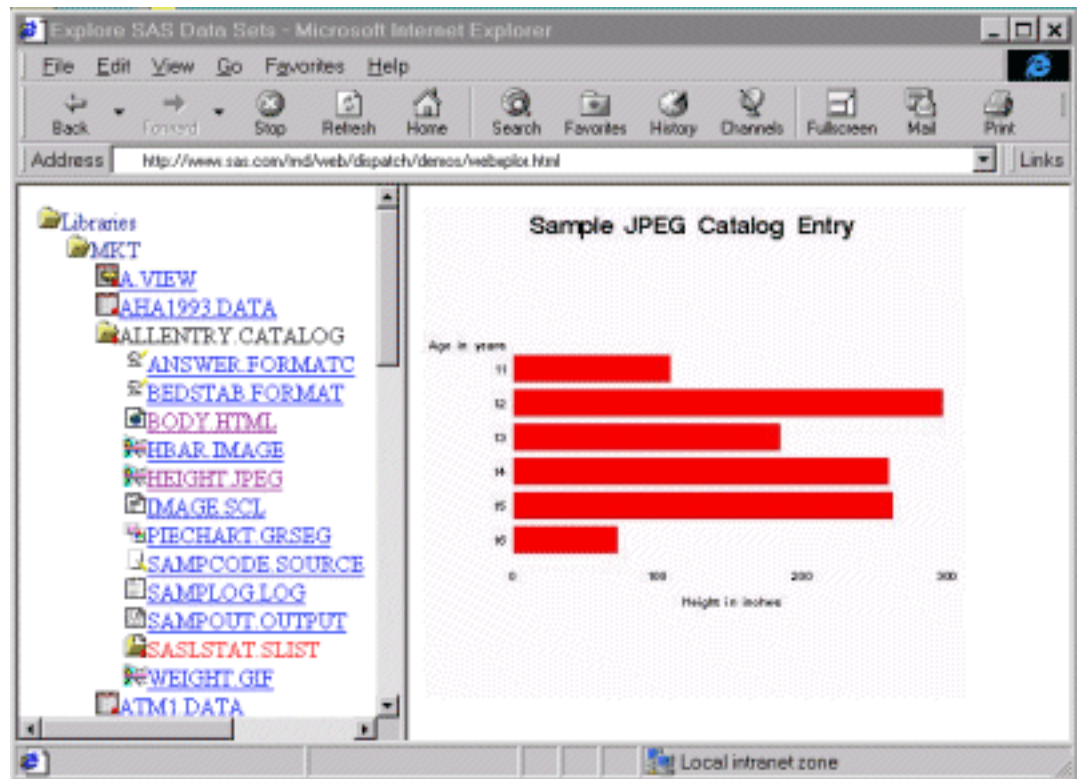 Explore SAS Data Sets - Microsoft Internet Explorer
File Edit View Go Favorites Help
Back Forward Stop Refresh Home Search Favorites History Channels Fullscreen Mail Print
Address http://www.sas.com/rnd/web/dispatch/demos/webxplor.html Links
Libraries
MKT
A.VIEW
AHA1993.DATA
ALLENTRY.CATALOG
ANSWER.FORMATC
BEDSTAB.FORMAT
BODY.HTML
HBAR.IMAGE
HEIGHT.JPEG
IMAGE.SCL
PIECHART.GRSEG
SAMPCODE.SOURCE
SAMPLOG.LOG
SAMPOUT.OUTPUT
SASLSTAT.SLIST
WEIGHT.GIF
ATM1.DATA
Sample JPEG Catalog Entry
Age in years
11
12
13
14
15
16
0 100 200 300
Height in inches
Local intranet zone